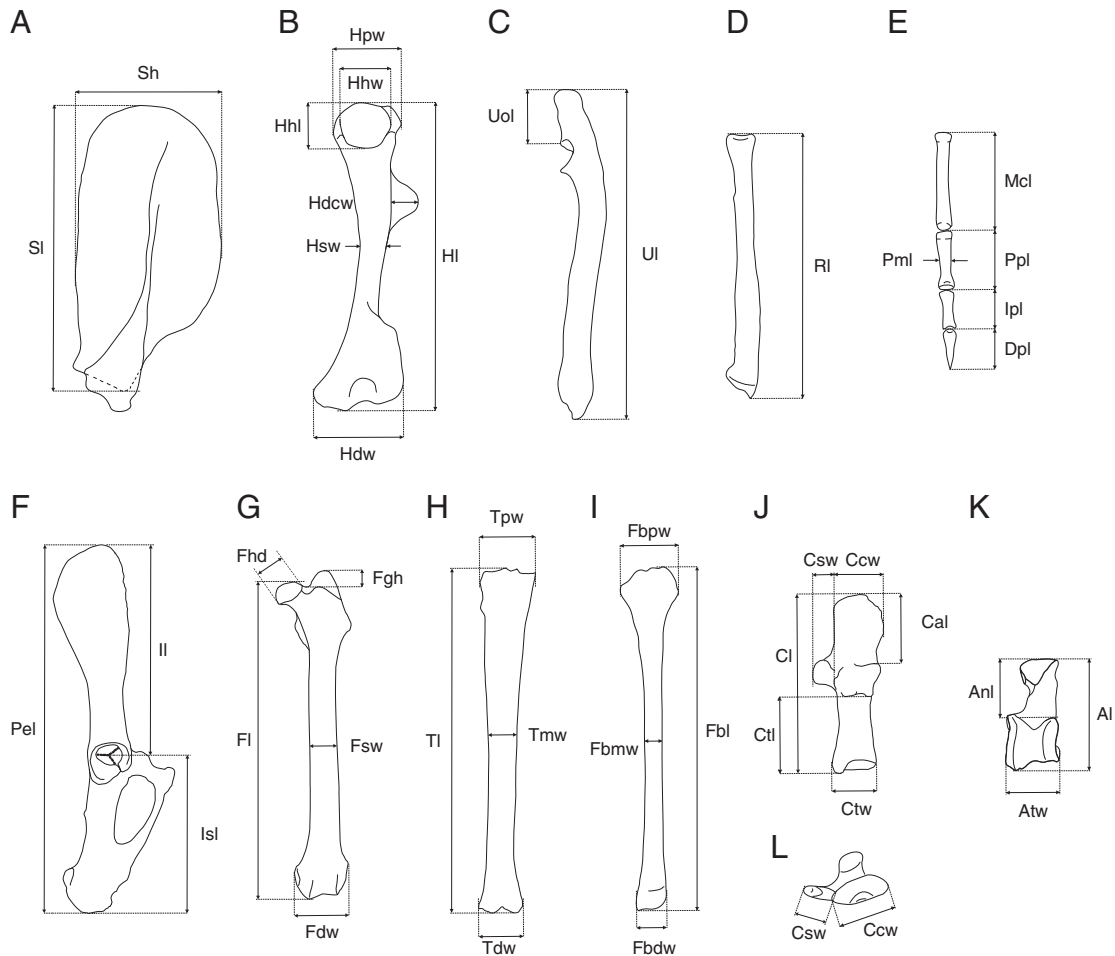 A
B
C
D
E
Sh
Sl
Hpw
Hhw
Hhl
Hdcw
Hsw
Hl
Hdw
Uol
Ul
Rl
Mcl
Pml
Ppl
Ipl
Dpl
F
G
H
I
J
K
Pel
Il
Isl
Fhd
Fgh
Fl
Fsw
Fdw
Tpw
Tl
Tmw
Tdw
Fbpw
Fbmw
Fbl
Fbdw
Csw
Ccw
Cal
Cl
Ctl
Ctw
Anl
Al
Atw
L
Csw
Ccw